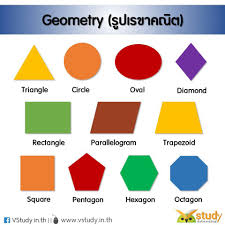 Geometry (รูปเรขาคณิต)
Triangle Circle Oval Diamond
Rectangle Parallelogram Trapezoid
Square Pentagon Hexagon Octagon
VStudy.in.th || www.vstudy.in.th
study